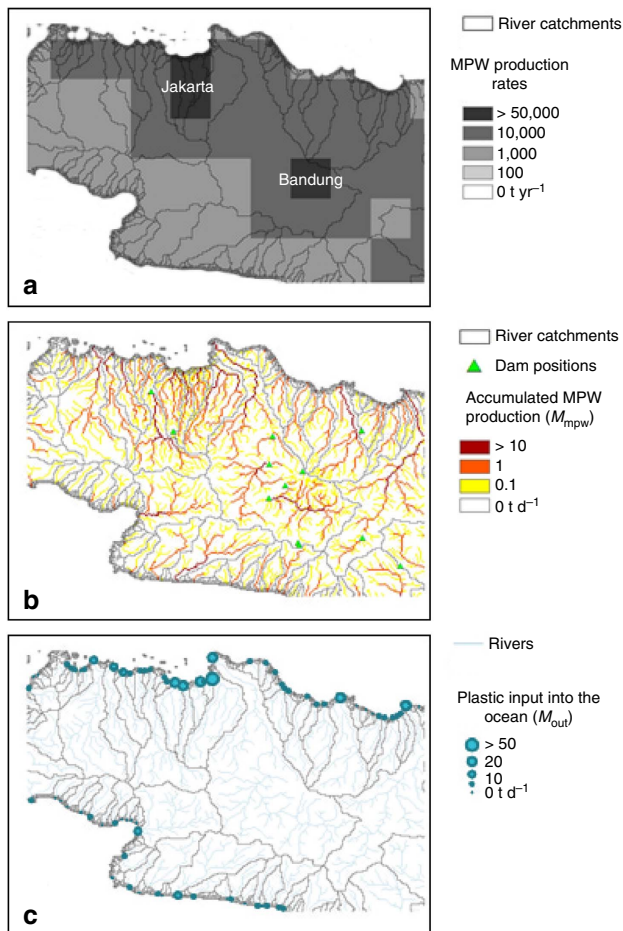 River catchments
MPW production
rates
> 50,000
10,000
1,000
100
0 t yr⁻¹
Jakarta
Bandung
a
River catchments
Dam positions
Accumulated MPW
production (Mmpw)
> 10
1
0.1
0 t d⁻¹
b
Rivers
Plastic input into the
ocean (Mout)
> 50
20
10
0 t d⁻¹
c